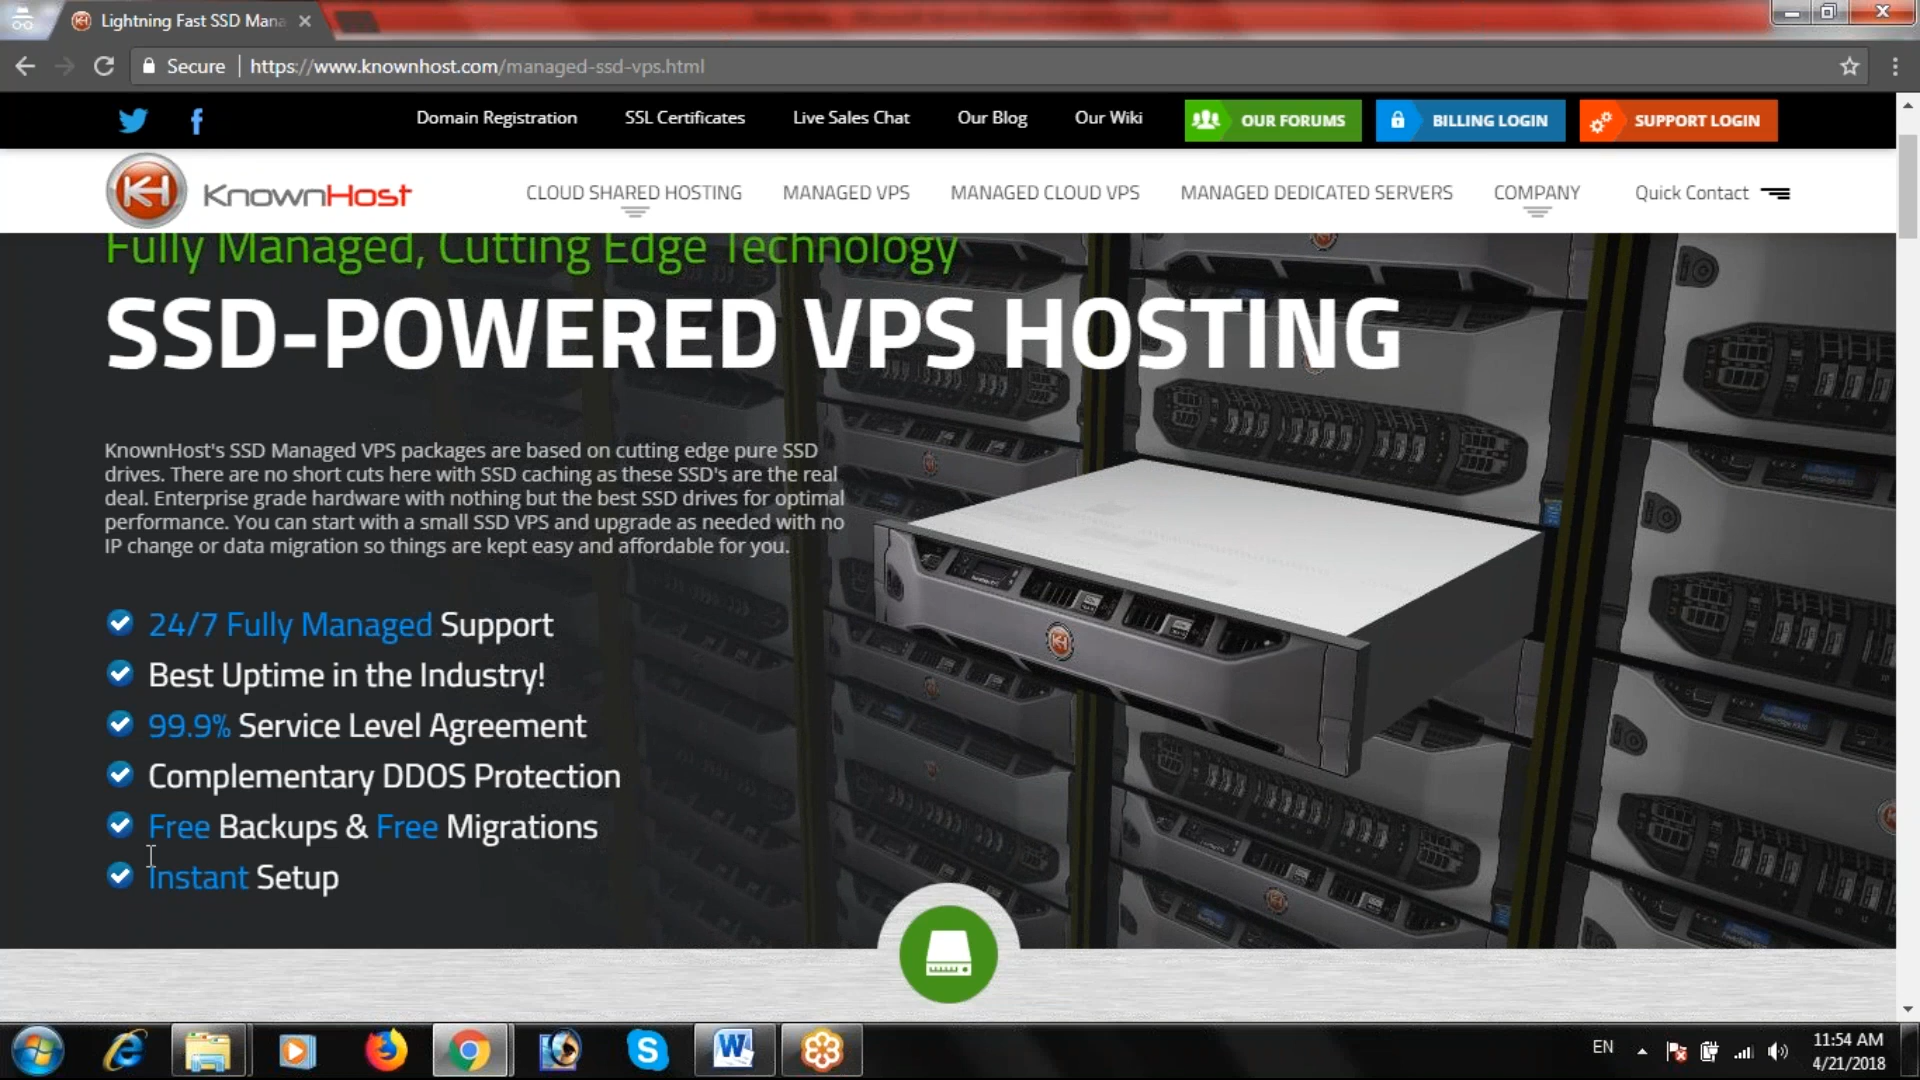 Lightning Fast SSD Mana
Secure
https://www.knownhost.com/managed-ssd-vps.html
Domain Registration
SSL Certificates
Live Sales Chat
Our Blog
Our Wiki
OUR FORUMS
BILLING LOGIN
SUPPORT LOGIN
KH KnownHost
CLOUD SHARED HOSTING
MANAGED VPS
MANAGED CLOUD VPS
MANAGED DEDICATED SERVERS
COMPANY
Quick Contact
Fully Managed, Cutting Edge Technology
SSD-POWERED VPS HOSTING
KnownHost's SSD Managed VPS packages are based on cutting edge pure SSD
drives. There are no short cuts here with SSD caching as these SSD's are the real
deal. Enterprise grade hardware with nothing but the best SSD drives for optimal
performance. You can start with a small SSD VPS and upgrade as needed with no
IP change or data migration so things are kept easy and affordable for you.
24/7 Fully Managed Support
Best Uptime in the Industry!
99.9% Service Level Agreement
Complementary DDOS Protection
Free Backups & Free Migrations
Instant Setup
EN
11:54 AM
4/21/2018